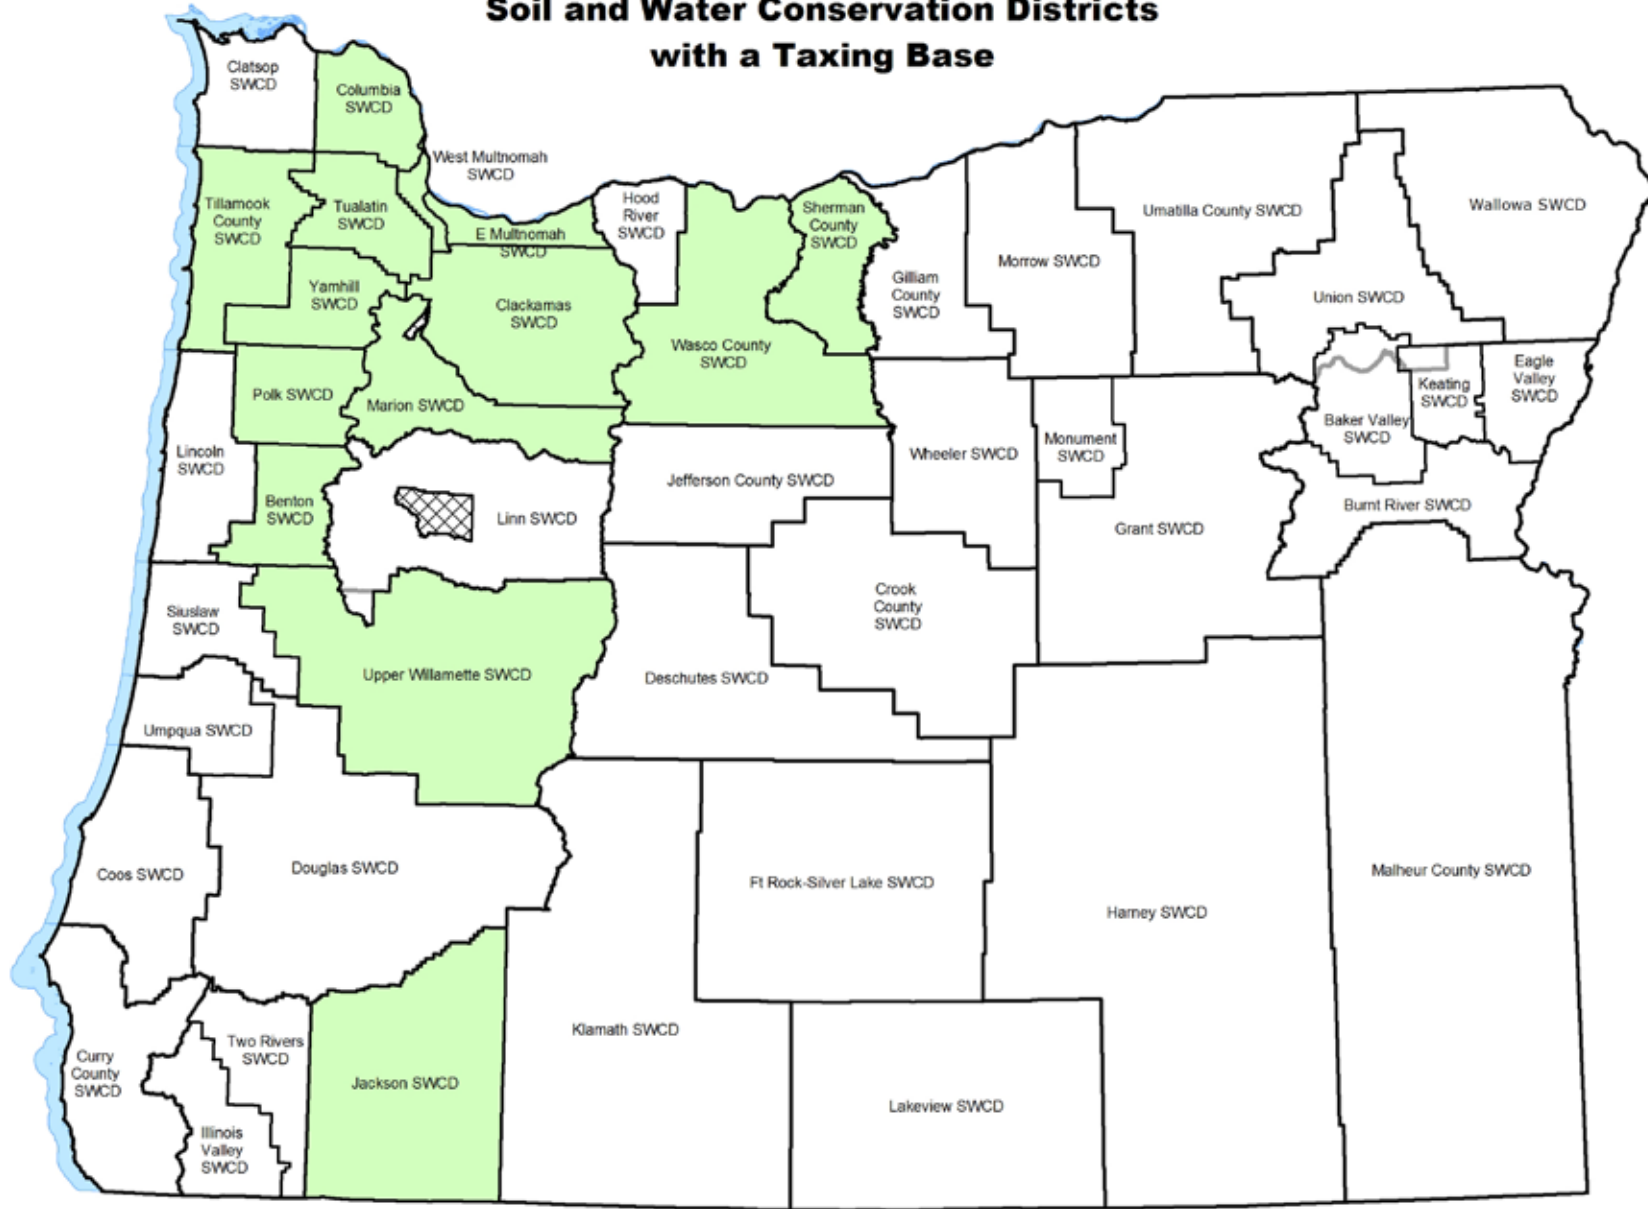 Soil and Water Conservation Districts
with a Taxing Base
Clatsop
SWCD
Columbia
SWCD
West Multnomah
SWCD
Tillamook
County
SWCD
Tualatin
SWCD
E Multnomah
SWCD
Hood
River
SWCD
Sherman
County
SWCD
Gilliam
County
SWCD
Morrow SWCD
Umatilla County SWCD
Wallowa SWCD
Union SWCD
Yamhill
SWCD
Clackamas
SWCD
Wasco County
SWCD
Polk SWCD
Marion SWCD
Lincoln
SWCD
Benton
SWCD
Linn SWCD
Jefferson County SWCD
Wheeler SWCD
Monument
SWCD
Grant SWCD
Baker Valley
SWCD
Keating
SWCD
Eagle
Valley
SWCD
Burnt River SWCD
Siuslaw
SWCD
Upper Willamette SWCD
Deschutes SWCD
Crook
County
SWCD
Umpqua SWCD
Coos SWCD
Douglas SWCD
Ft Rock-Silver Lake SWCD
Harney SWCD
Malheur County SWCD
Curry
County
SWCD
Two Rivers
SWCD
Illinois
Valley
SWCD
Jackson SWCD
Klamath SWCD
Lakeview SWCD